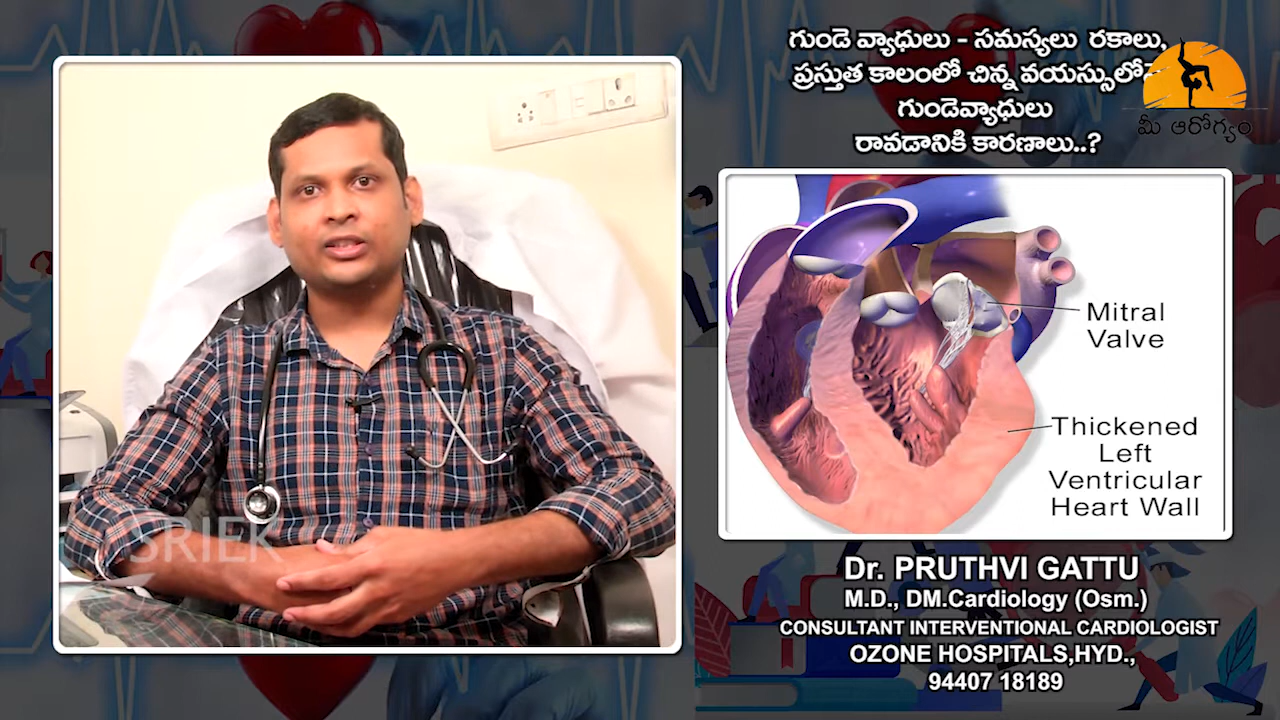 గుండె వ్యాధులు - సమస్యలు రకాలు,
ప్రస్తుత కాలంలో చిన్న వయస్సులోనే
గుండెవ్యాధులు
రావడానికి కారణాలు..?
మీ ఆరోగ్యం
Mitral
Valve
Thickened
Left
Ventricular
Heart Wall
SRIEK
Dr. PRUTHVI GATTU
M.D., DM.Cardiology (Osm.)
CONSULTANT INTERVENTIONAL CARDIOLOGIST
OZONE HOSPITALS,HYD.,
94407 18189